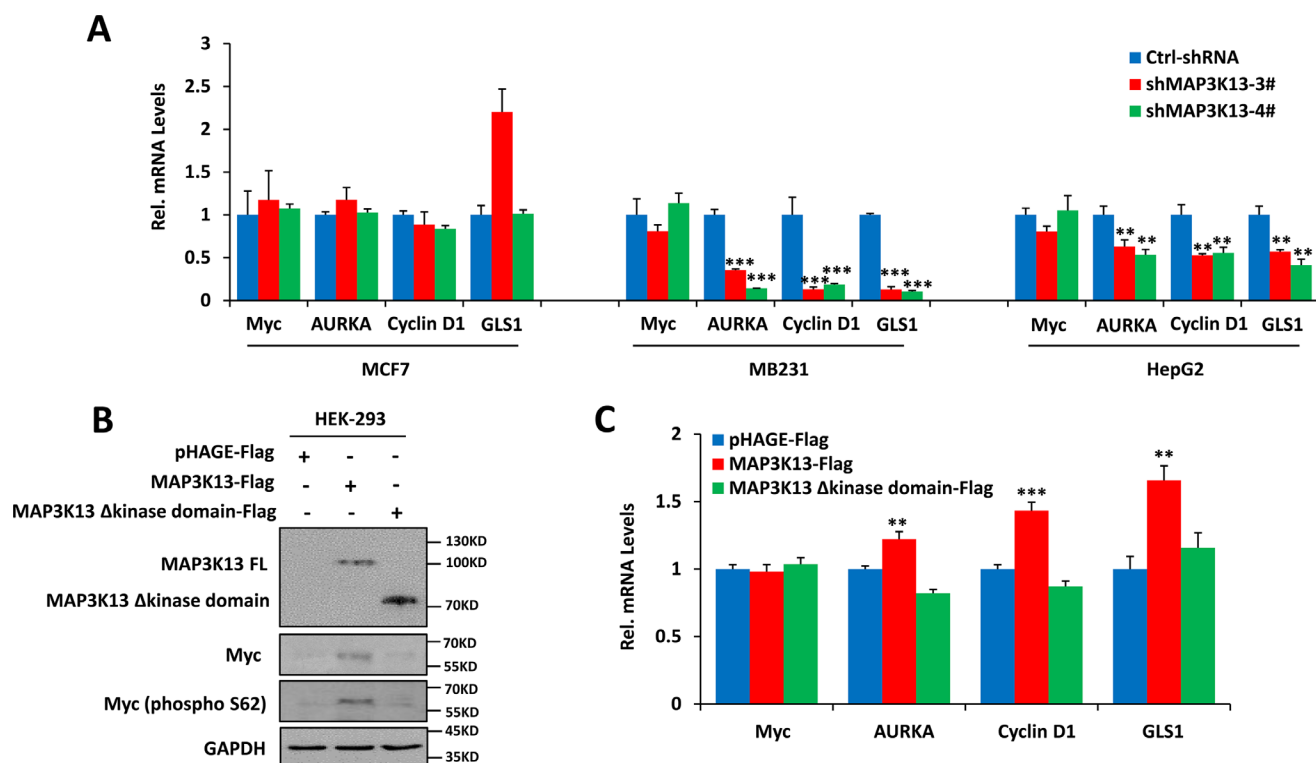 A
Rel. mRNA Levels
3
2.5
2
1.5
1
0.5
0
Ctrl-shRNA
shMAP3K13-3#
shMAP3K13-4#
*** *** *** *** *** ***
** ** ** ** ** **
Myc AURKA Cyclin D1 GLS1
Myc AURKA Cyclin D1 GLS1
Myc AURKA Cyclin D1 GLS1
MCF7 MB231 HepG2
B
HEK-293
pHAGE-Flag + - -
MAP3K13-Flag - + -
MAP3K13 Δkinase domain-Flag - - +
MAP3K13 FL
MAP3K13 Δkinase domain
130KD
100KD
70KD
Myc
70KD
55KD
Myc (phospho S62)
70KD
55KD
GAPDH
45KD
35KD
C
Rel. mRNA Levels
2
1.5
1
0.5
0
pHAGE-Flag
MAP3K13-Flag
MAP3K13 Δkinase domain-Flag
** *** **
Myc AURKA Cyclin D1 GLS1